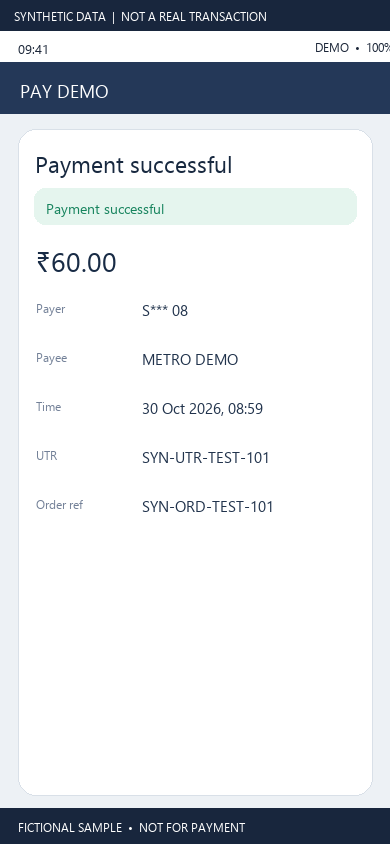 SYNTHETIC DATA | NOT A REAL TRANSACTION
09:41 DEMO • 100%
PAY DEMO
Payment successful
Payment successful
₹60.00
Payer S*** 08
Payee METRO DEMO
Time 30 Oct 2026, 08:59
UTR SYN-UTR-TEST-101
Order ref SYN-ORD-TEST-101
FICTIONAL SAMPLE • NOT FOR PAYMENT